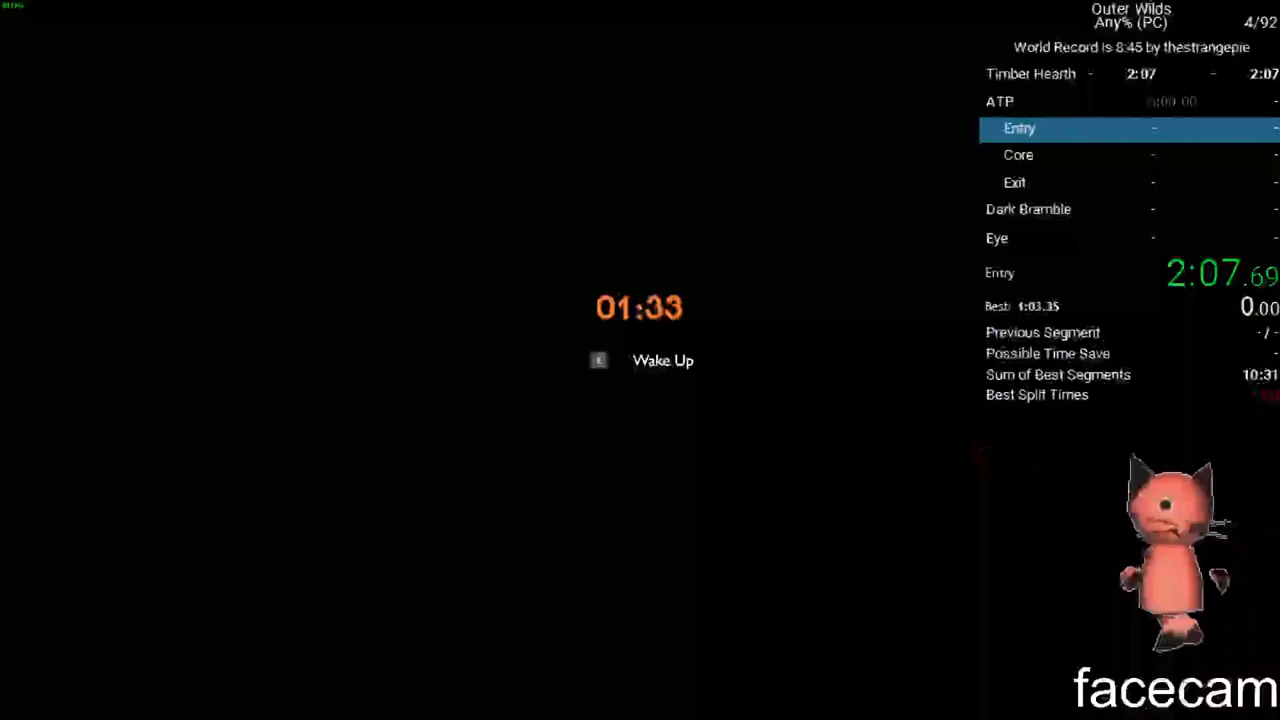 Outer Wilds
Any% (PC) 4/92
World Record is 8:45 by thestrangepie
Timber Hearth - 2:07 - 2:07
ATP -
Entry - -
Core - -
Exit - -
Dark Bramble - -
Eye - -
Entry 2:07.69
Best: 1:03.35 0.00
Previous Segment - / -
Possible Time Save -
Sum of Best Segments 10:31
Best Split Times
01:33
E Wake Up
facecam